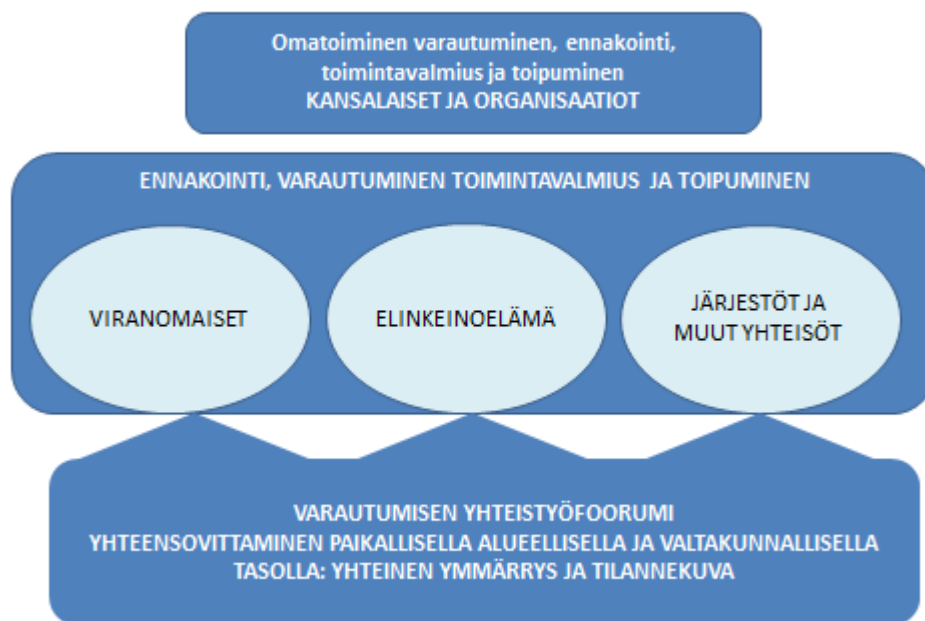 Omatoiminen varautuminen, ennakointi,
toimintavalmius ja toipuminen
KANSALAISET JA ORGANISAATIOT
ENNAKOINTI, VARAUTUMINEN TOIMINTAVALMIUS JA TOIPUMINEN
VIRANOMAISET
ELINKEINOELÄMÄ
JÄRJESTÖT JA
MUUT YHTEISÖT
VARAUTUMISEN YHTEISTYÖFOORUMI
YHTEENSOVITTAMINEN PAIKALLISELLA ALUEELLISELLA JA VALTAKUNNALLISELLA
TASOLLA: YHTEINEN YMMÄRRYS JA TILANNEKUVA